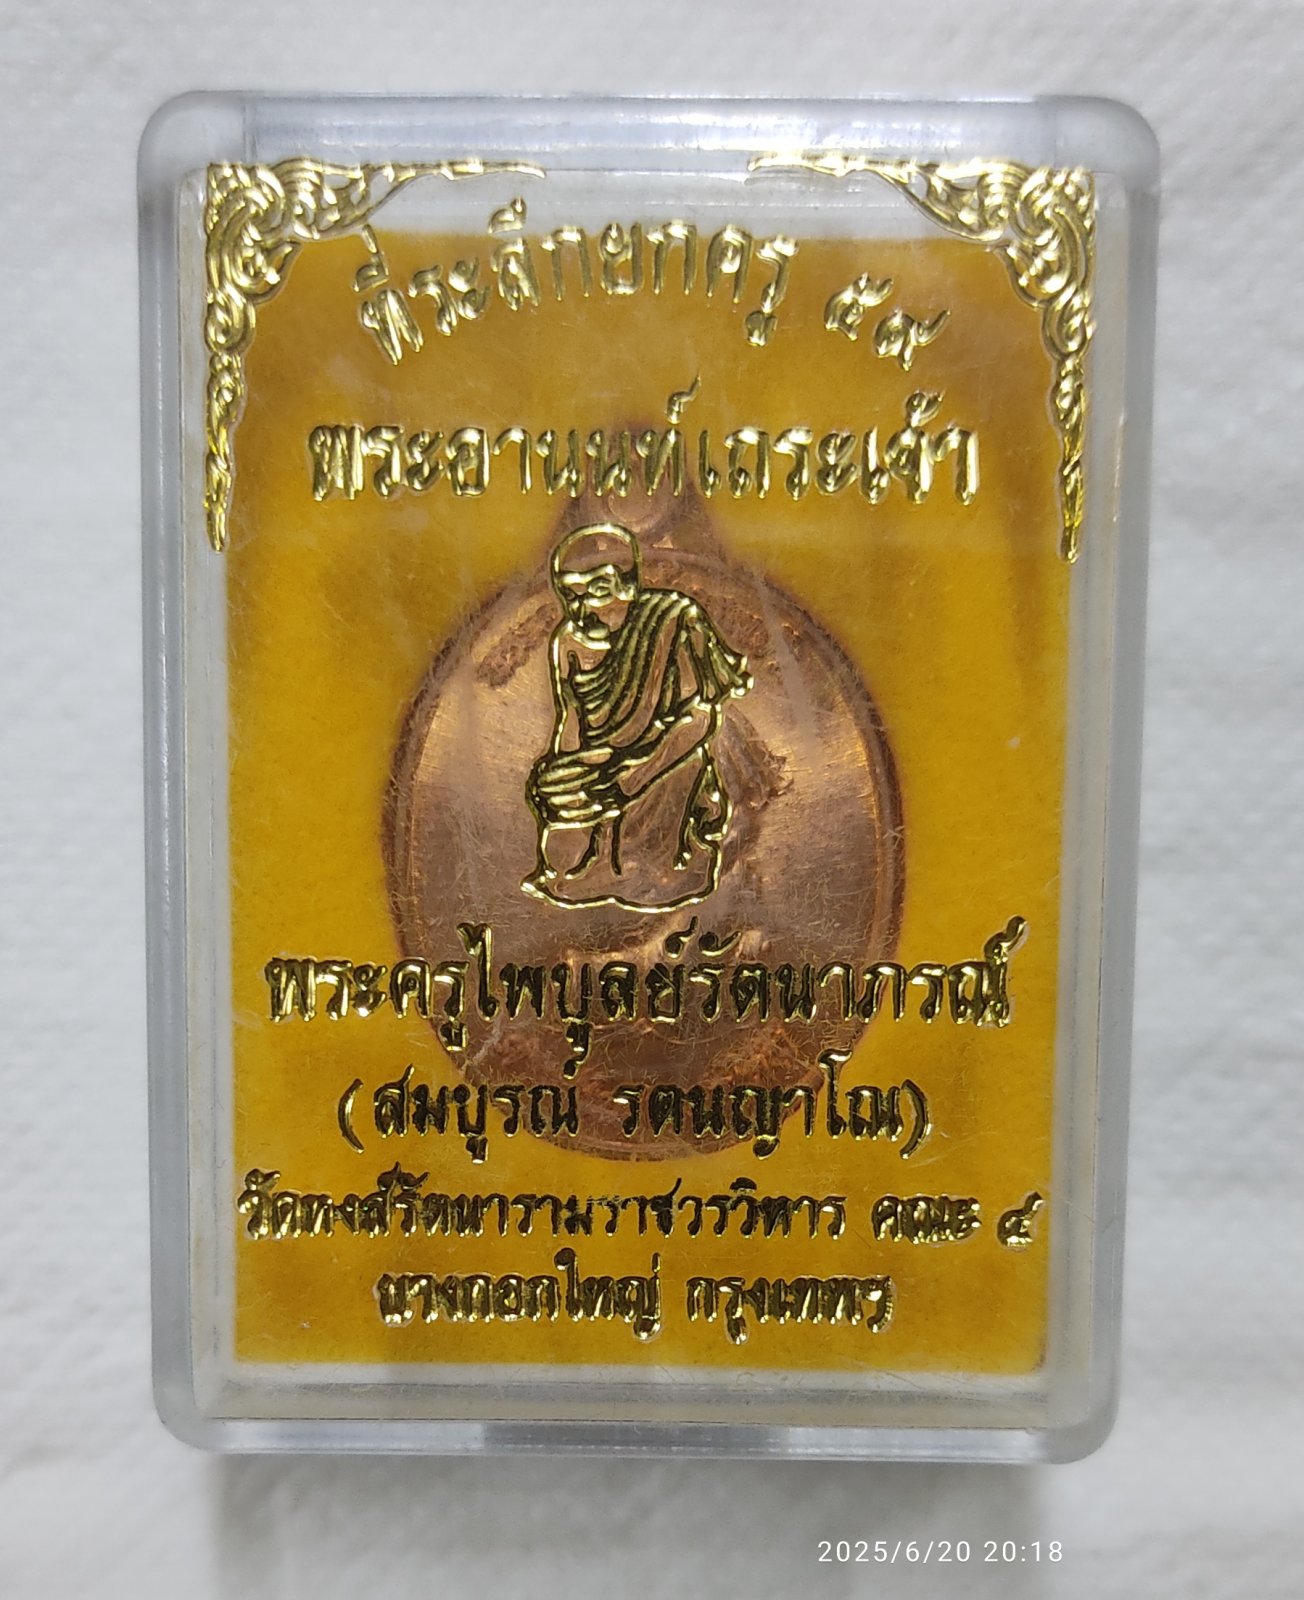 ที่ระลึกยกครู ๕๙
พระอานนท์เถระเจ้า
พระครูไพบูลย์รัตนาภรณ์
(สมบูรณ์ รตนญาโณ)
วัดหงส์รัตนารามราชวรวิหาร คณะ ๔
บางกอกใหญ่ กรุงเทพฯ
2025/6/20 20:18